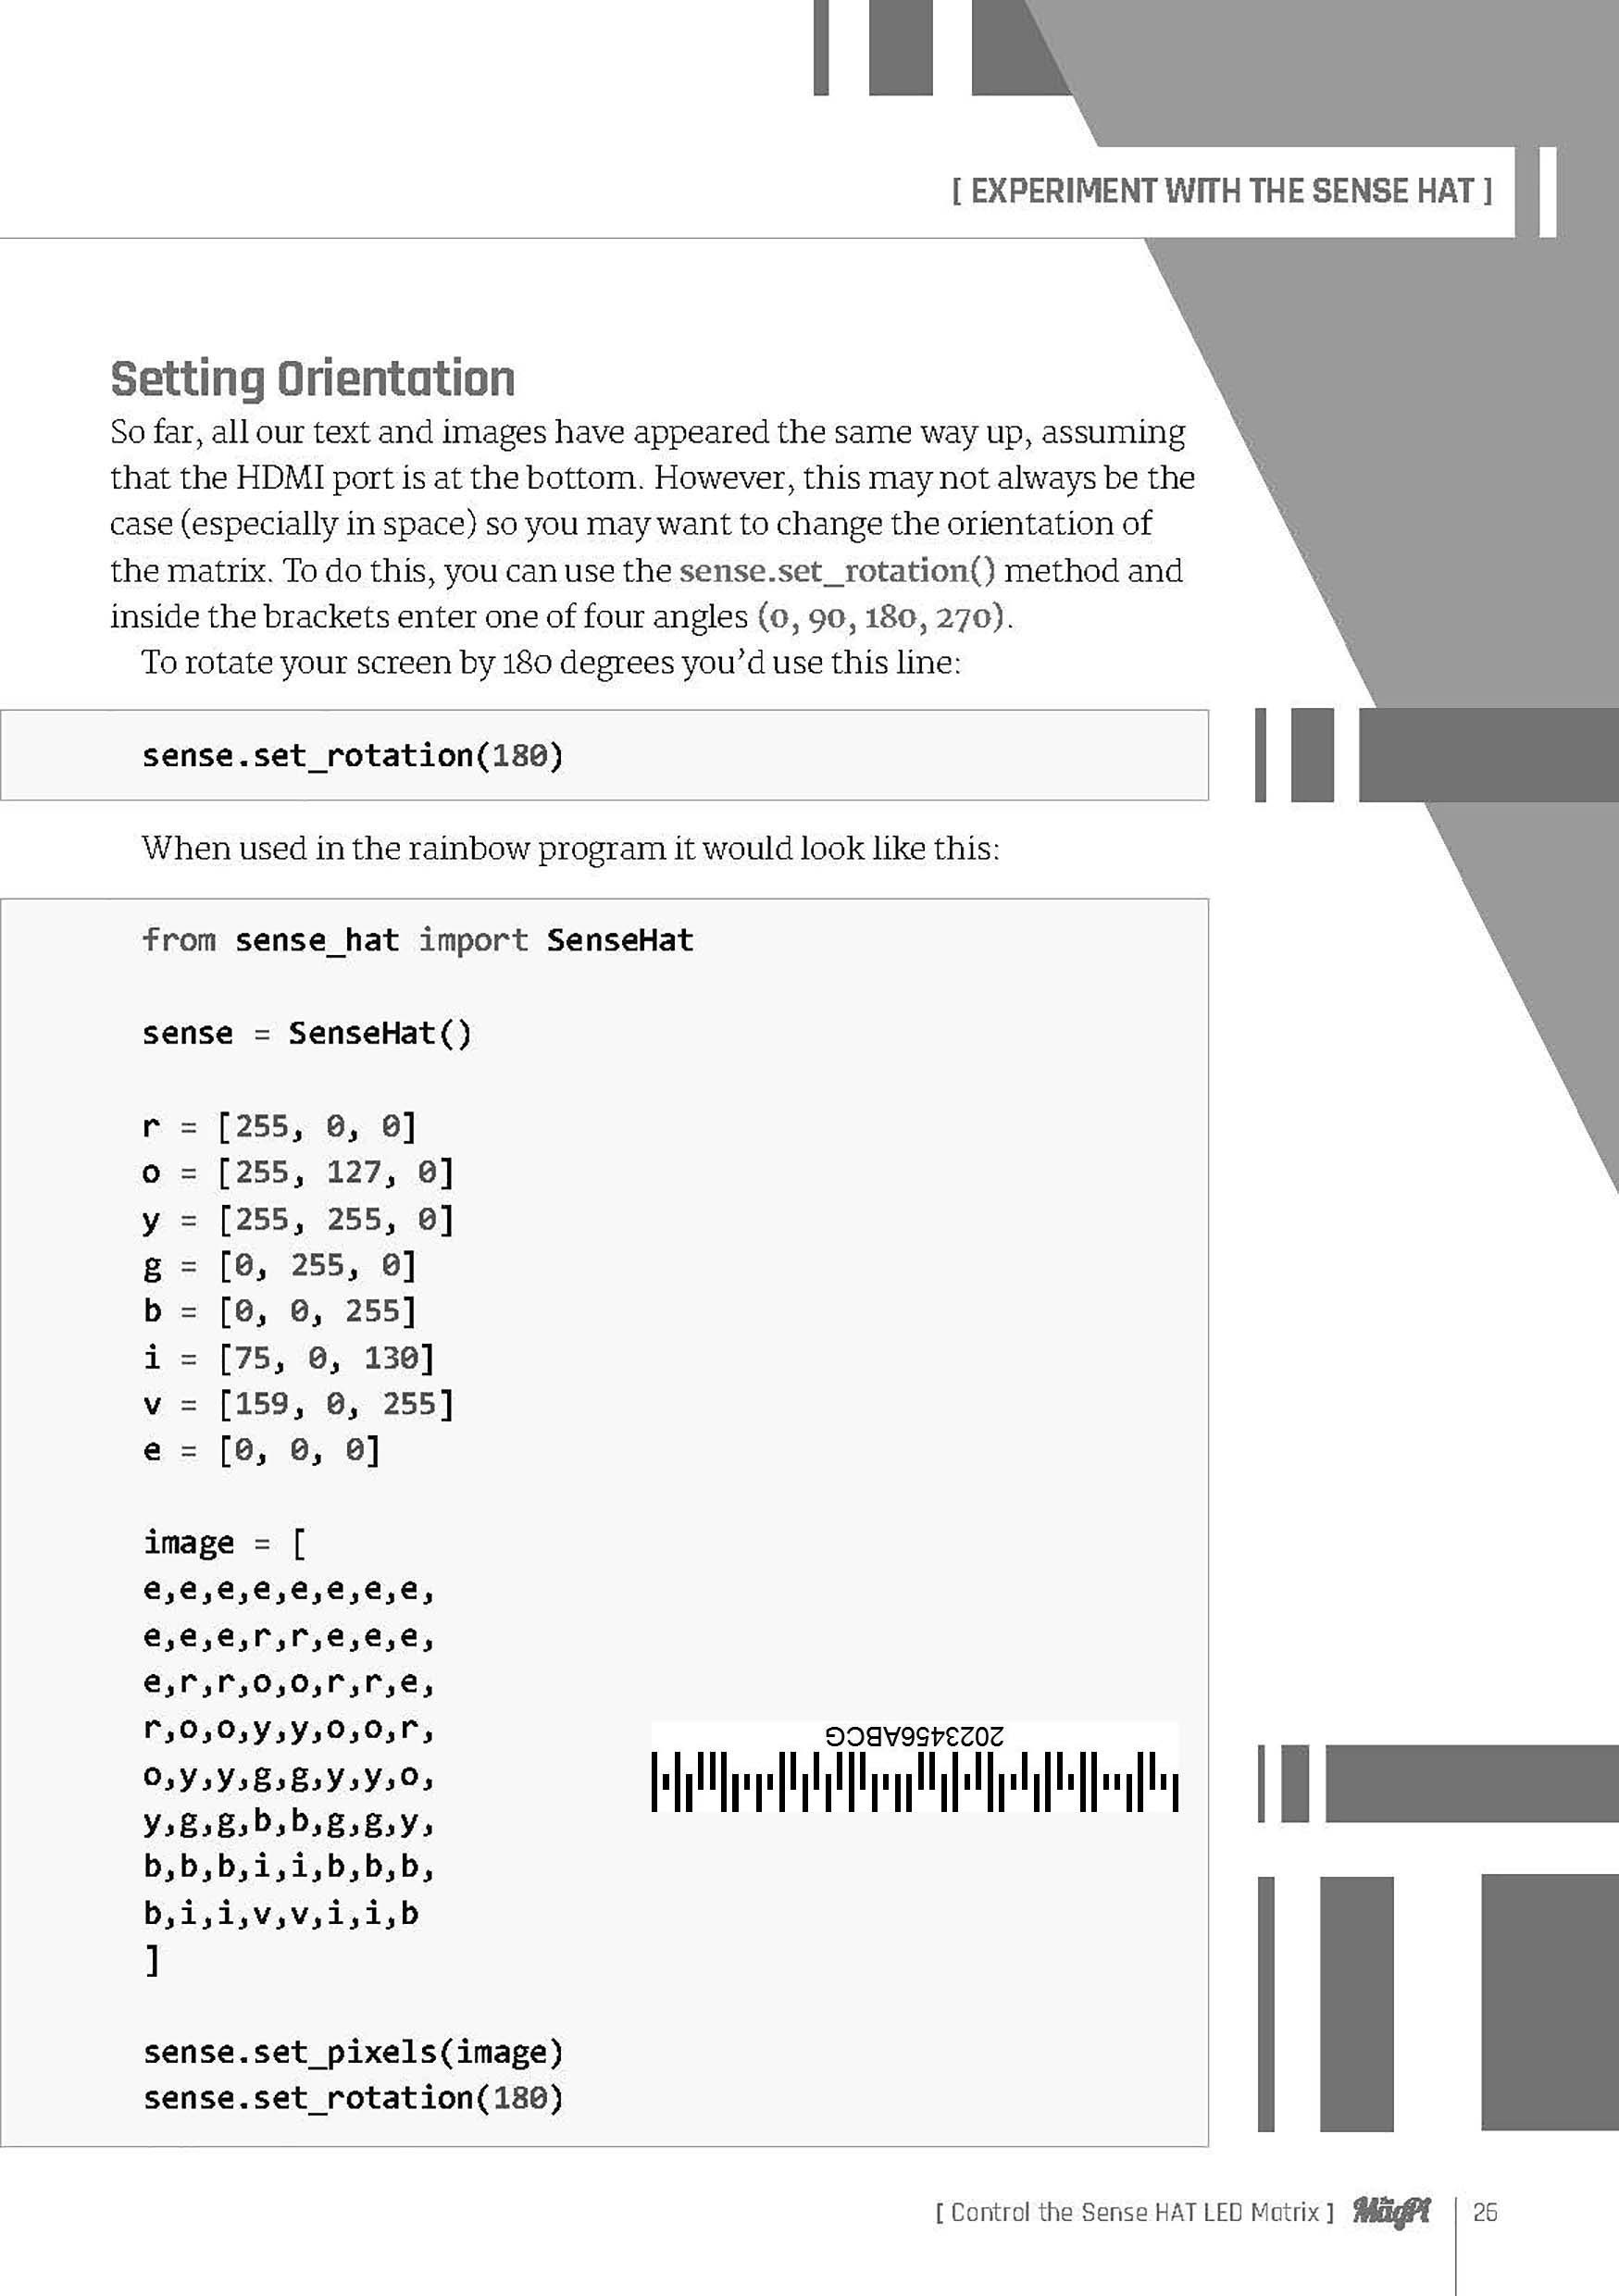 [ EXPERIMENT WITH THE SENSE HAT ]
Setting Orientation
So far, all our text and images have appeared the same way up, assuming
that the HDMI port is at the bottom. However, this may not always be the
case (especially in space) so you may want to change the orientation of
the matrix. To do this, you can use the sense.set_rotation() method and
inside the brackets enter one of four angles (0, 90, 180, 270).
To rotate your screen by 180 degrees you’d use this line:
sense.set_rotation(180)
When used in the rainbow program it would look like this:
from sense_hat import SenseHat
sense = SenseHat()
r = [255, 0, 0]
o = [255, 127, 0]
y = [255, 255, 0]
g = [0, 255, 0]
b = [0, 0, 255]
i = [75, 0, 130]
v = [159, 0, 255]
e = [0, 0, 0]
image = [
e,e,e,e,e,e,e,e,
e,e,e,r,r,e,e,e,
e,r,r,o,o,r,r,e,
r,o,o,y,y,o,o,r,
o,y,y,g,g,y,y,o,
y,g,g,b,b,g,g,y,
b,b,b,i,i,b,b,b,
b,i,i,v,v,i,i,b
]
2023456ABCG
sense.set_pixels(image)
sense.set_rotation(180)
[ Control the Sense HAT LED Matrix ] The MagPi 26